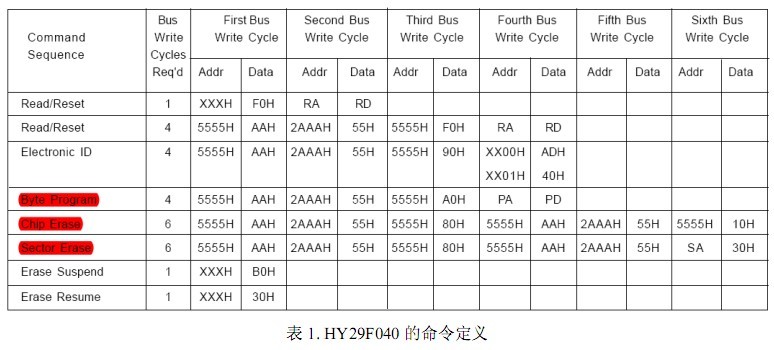 Command Sequence Bus Write Cycles Req'd First Bus Write Cycle Second Bus Write Cycle Third Bus Write Cycle Fourth Bus Write Cycle Fifth Bus Write Cycle Sixth Bus Write Cycle
Addr Data Addr Data Addr Data Addr Data Addr Data Addr Data
Read/Reset 1 XXXH F0H RA RD
Read/Reset 4 5555H AAH 2AAAH 55H 5555H F0H RA RD
Electronic ID 4 5555H AAH 2AAAH 55H 5555H 90H XX00H ADH
XX01H 40H
Byte Program 4 5555H AAH 2AAAH 55H 5555H A0H PA PD
Chip Erase 6 5555H AAH 2AAAH 55H 5555H 80H 5555H AAH 2AAAH 55H 5555H 10H
Sector Erase 6 5555H AAH 2AAAH 55H 5555H 80H 5555H AAH 2AAAH 55H SA 30H
Erase Suspend 1 XXXH B0H
Erase Resume 1 XXXH 30H
表 1. HY29F040 的命令定义